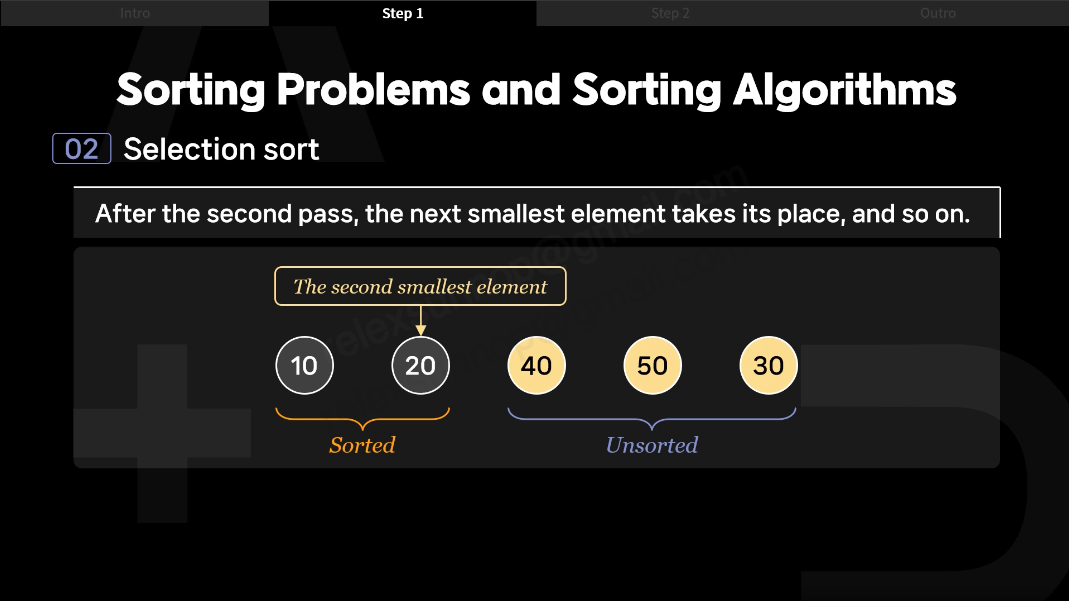 Intro
Step 1
Step 2
Outro
Sorting Problems and Sorting Algorithms
02 Selection sort
After the second pass, the next smallest element takes its place, and so on.
The second smallest element
10 20 40 50 30
Sorted
Unsorted